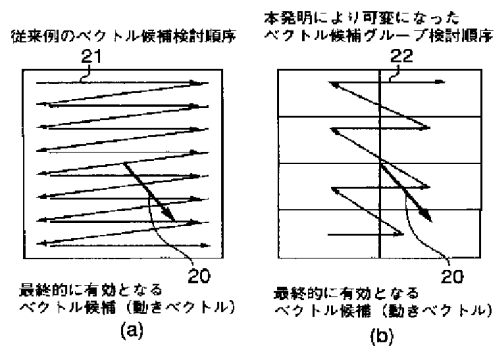 従来例のベクトル候補検討順序
21
20
最終的に有効となる
ベクトル候補(動きベクトル)
(a)
本発明により可変になった
ベクトル候補グループ検討順序
22
20
最終的に有効となる
ベクトル候補(動きベクトル)
(b)